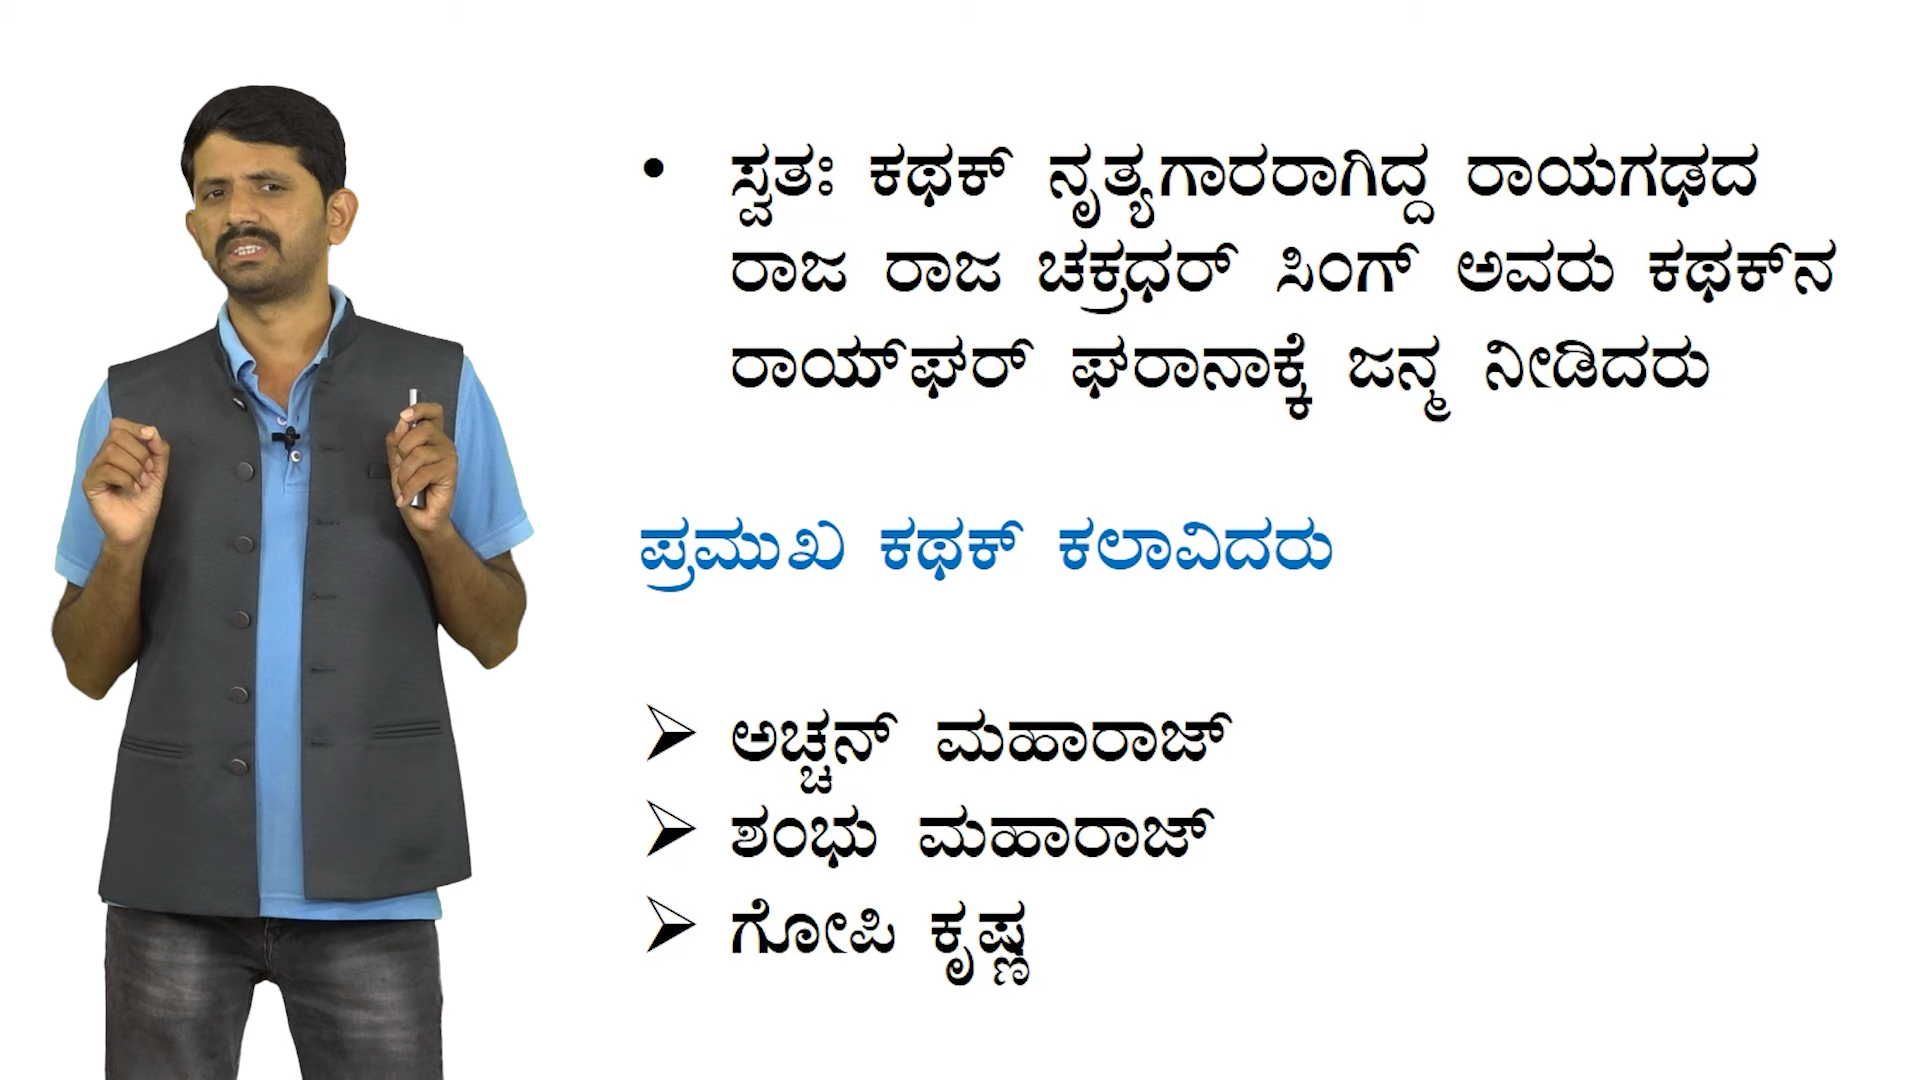 • ಸ್ವತಃ ಕಥಕ್ ನೃತ್ಯಗಾರರಾಗಿದ್ದ ರಾಯಗಢದ
ರಾಜ ರಾಜ ಚಕ್ರಧರ್ ಸಿಂಗ್ ಅವರು ಕಥಕ್‌ನ
ರಾಯ್‌ಘರ್ ಘರಾನಾಕ್ಕೆ ಜನ್ಮ ನೀಡಿದರು
ಪ್ರಮುಖ ಕಥಕ್ ಕಲಾವಿದರು
➢ ಅಚ್ಚನ್ ಮಹಾರಾಜ್
➢ ಶಂಭು ಮಹಾರಾಜ್
➢ ಗೋಪಿ ಕೃಷ್ಣ